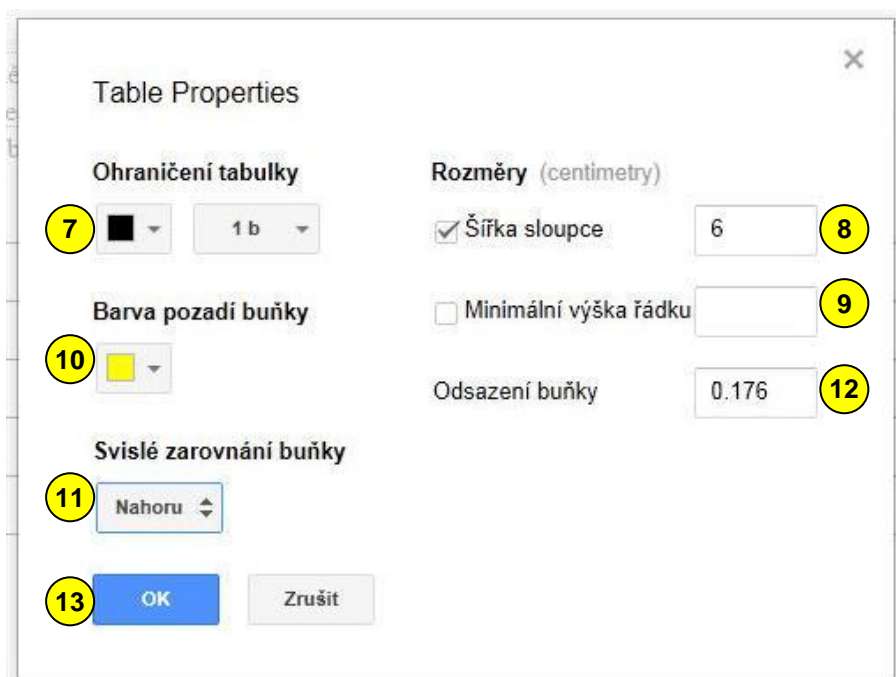 ×
Table Properties
Ohraničení tabulky
7
1 b
Rozměry (centimetry)
Šířka sloupce
6
8
Barva pozadí buňky
10
Minimální výška řádku
9
Odsazení buňky
0.176
12
Svislé zarovnání buňky
11
Nahoru
13
OK
Zrušit